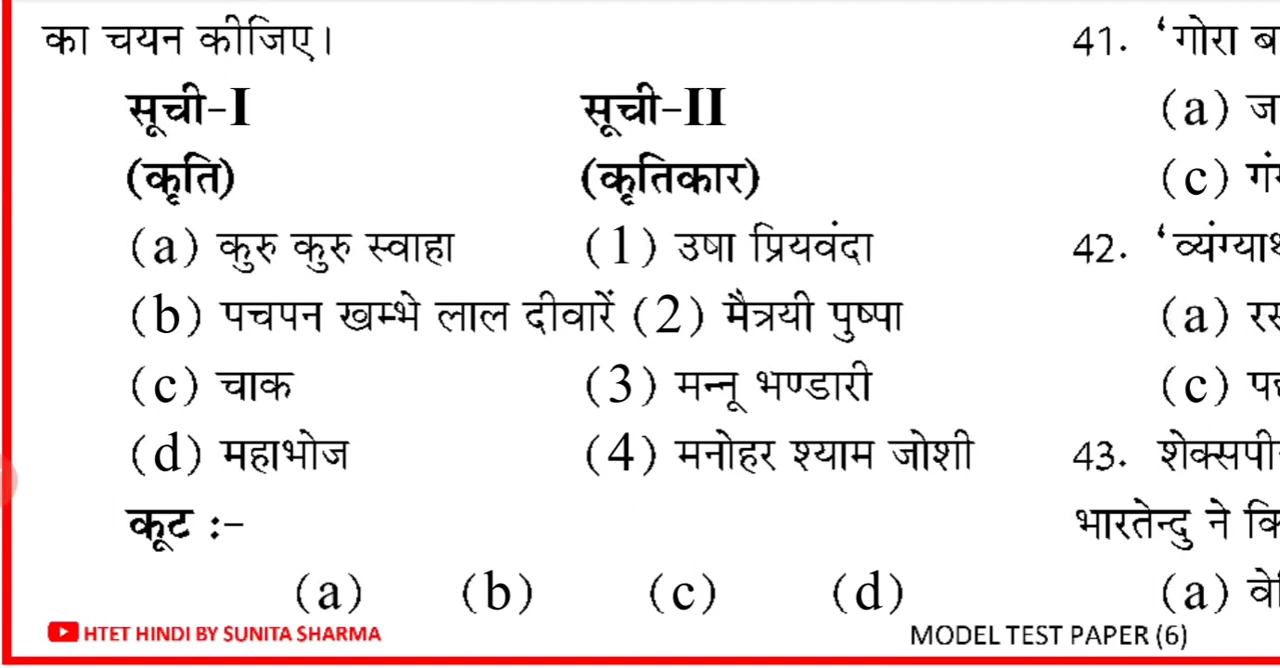 का चयन कीजिए।
सूची-I सूची-II
(कृति) (कृतिकार)
(a) कुरु कुरु स्वाहा (1) उषा प्रियवंदा
(b) पचपन खम्भे लाल दीवारें (2) मैत्रयी पुष्पा
(c) चाक (3) मन्नू भण्डारी
(d) महाभोज (4) मनोहर श्याम जोशी
कूट :-
(a) (b) (c) (d)
41. ‘गोरा
(a)
(c)
42.
(a)
(c)
43.
भारतेन्दु ने
(a)
HTET HINDI BY SUNITA SHARMA
MODEL TEST PAPER (6)